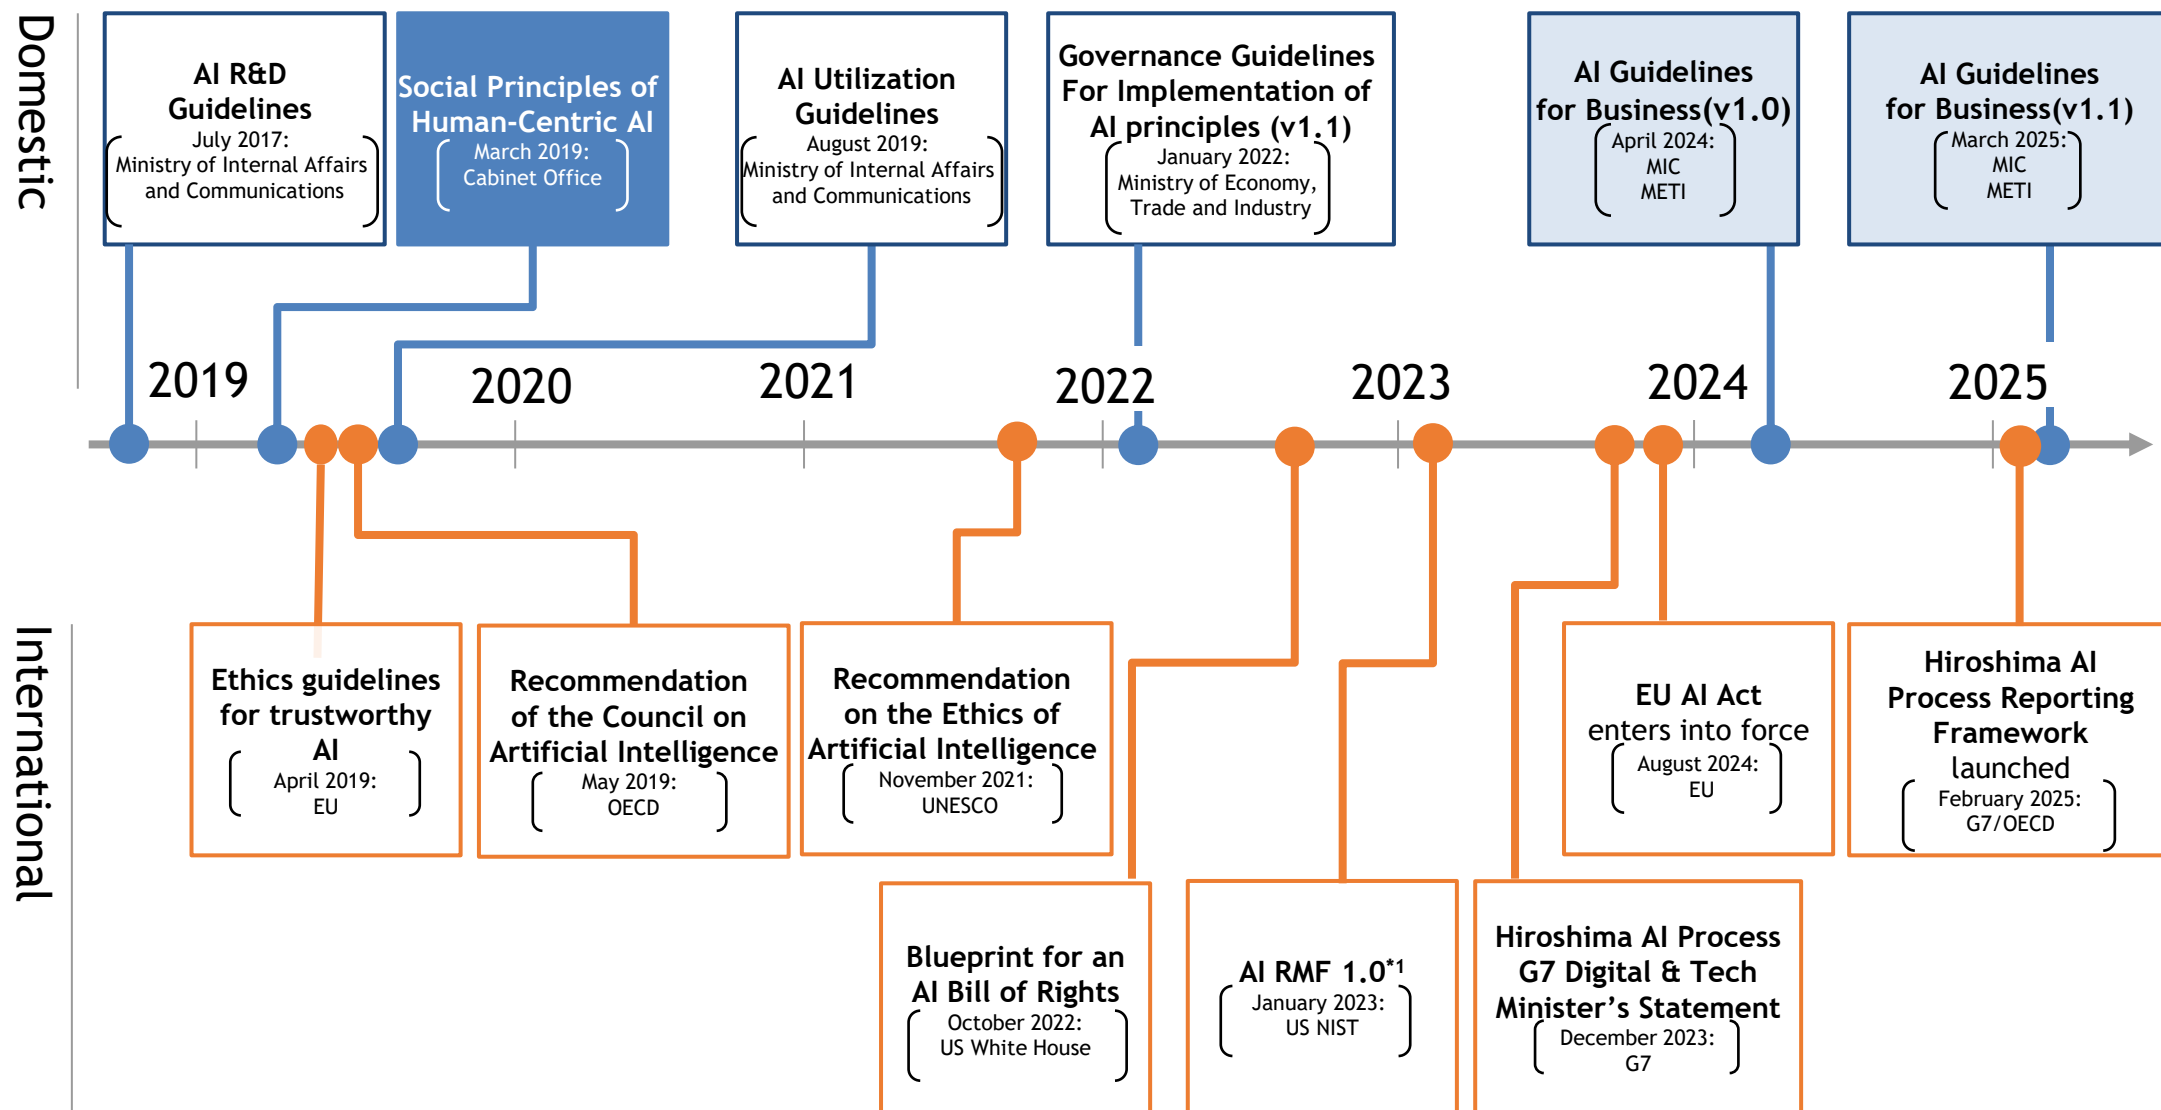 Domestic
AI R&D
Guidelines
July 2017:
Ministry of Internal Affairs
and Communications
Social Principles of
Human-Centric AI
March 2019:
Cabinet Office
AI Utilization
Guidelines
August 2019:
Ministry of Internal Affairs
and Communications
Governance Guidelines
For Implementation of
AI principles (v1.1)
January 2022:
Ministry of Economy,
Trade and Industry
AI Guidelines
for Business(v1.0)
April 2024:
MIC
METI
AI Guidelines
for Business(v1.1)
March 2025:
MIC
METI
2019
2020
2021
2022
2023
2024
2025
International
Ethics guidelines
for trustworthy
AI
April 2019:
EU
Recommendation
of the Council on
Artificial Intelligence
May 2019:
OECD
Recommendation
on the Ethics of
Artificial Intelligence
November 2021:
UNESCO
EU AI Act
enters into force
August 2024:
EU
Hiroshima AI
Process Reporting
Framework
launched
February 2025:
G7/OECD
Blueprint for an
AI Bill of Rights
October 2022:
US White House
AI RMF 1.0*1
January 2023:
US NIST
Hiroshima AI Process
G7 Digital & Tech
Minister’s Statement
December 2023:
G7